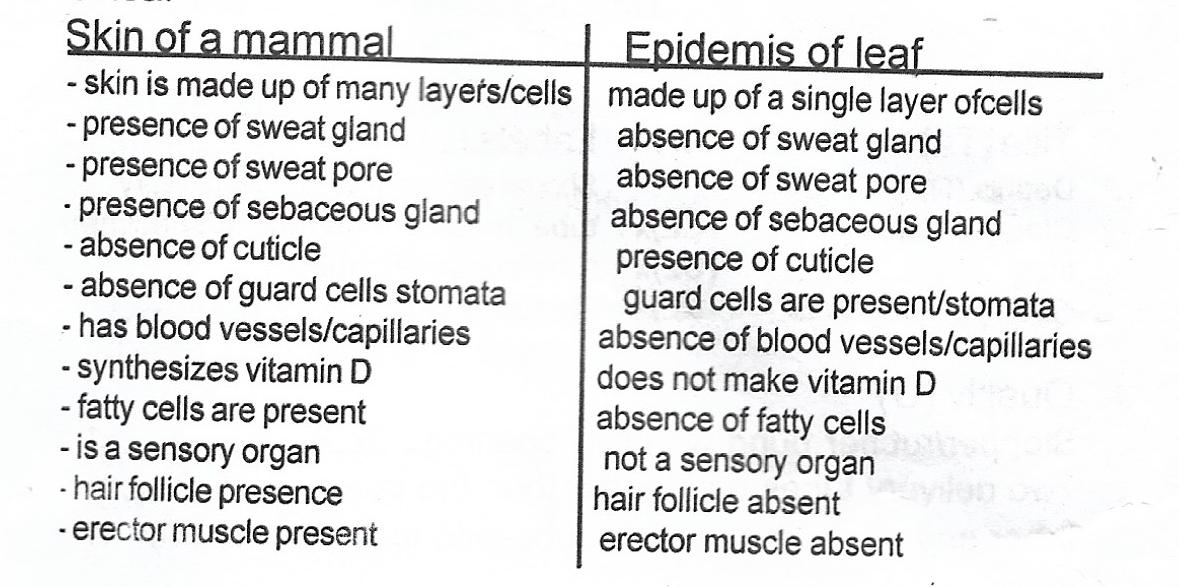 Skin of a mammal | Epidemis of leaf
- skin is made up of many layers/cells | made up of a single layer ofcells
- presence of sweat gland | absence of sweat gland
- presence of sweat pore | absence of sweat pore
- presence of sebaceous gland | absence of sebaceous gland
- absence of cuticle | presence of cuticle
- absence of guard cells stomata | guard cells are present/stomata
- has blood vessels/capillaries | absence of blood vessels/capillaries
- synthesizes vitamin D | does not make vitamin D
- fatty cells are present | absence of fatty cells
- is a sensory organ | not a sensory organ
- hair follicle presence | hair follicle absent
- erector muscle present | erector muscle absent